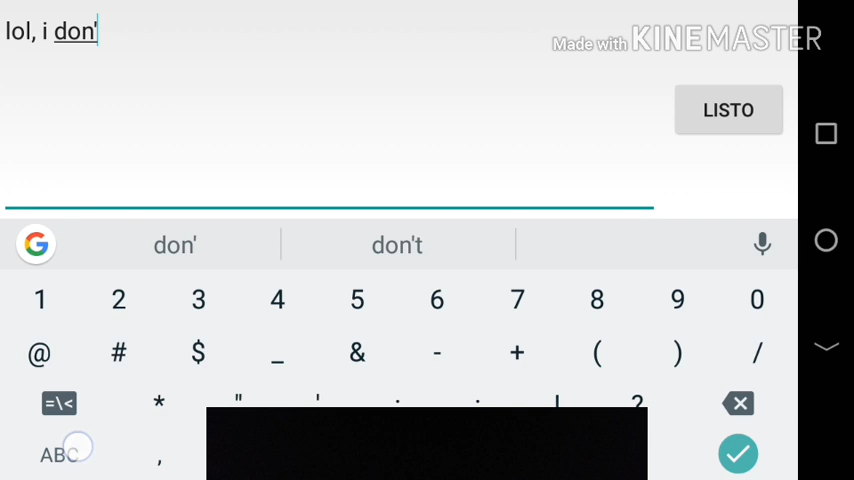 lol, i don'
Made with KINEMASTER
LISTO
G don' don't
1 2 3 4 5 6 7 8 9 0
@ # $ _ & - + ( ) /
=\< * " ' : ; ! ?
ABC ,